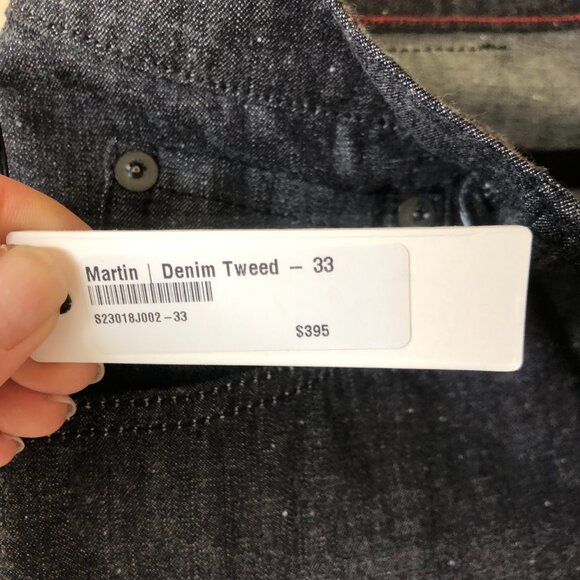 Martin | Denim Tweed – 33
S23018J002-33
$395